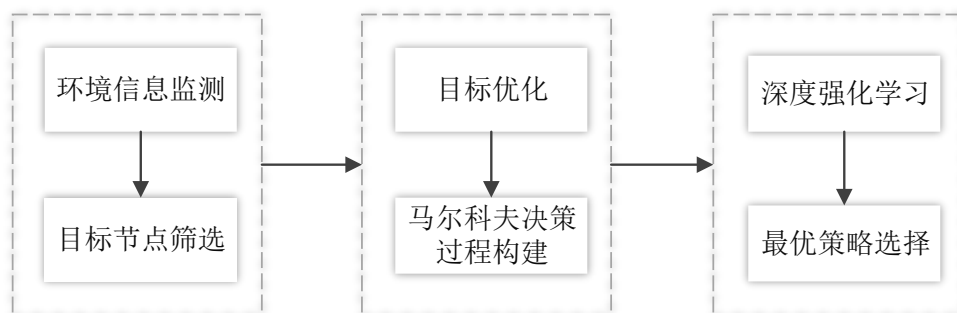 环境信息监测
目标节点筛选
目标优化
马尔科夫决策
过程构建
深度强化学习
最优策略选择